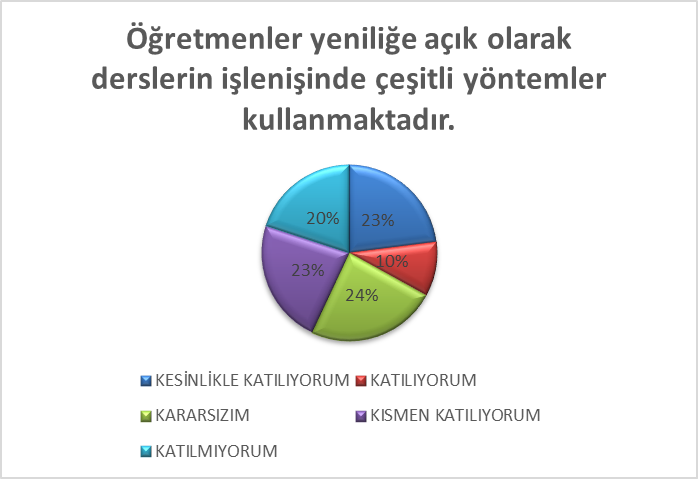 Öğretmenler yeniliğe açık olarak
derslerin işlenişinde çeşitli yöntemler
kullanmaktadır.
20%
23%
10%
23%
24%
KESİNLİKLE KATILIYORUM
KATILIYORUM
KARARSIZIM
KISMEN KATILIYORUM
KATILMIYORUM